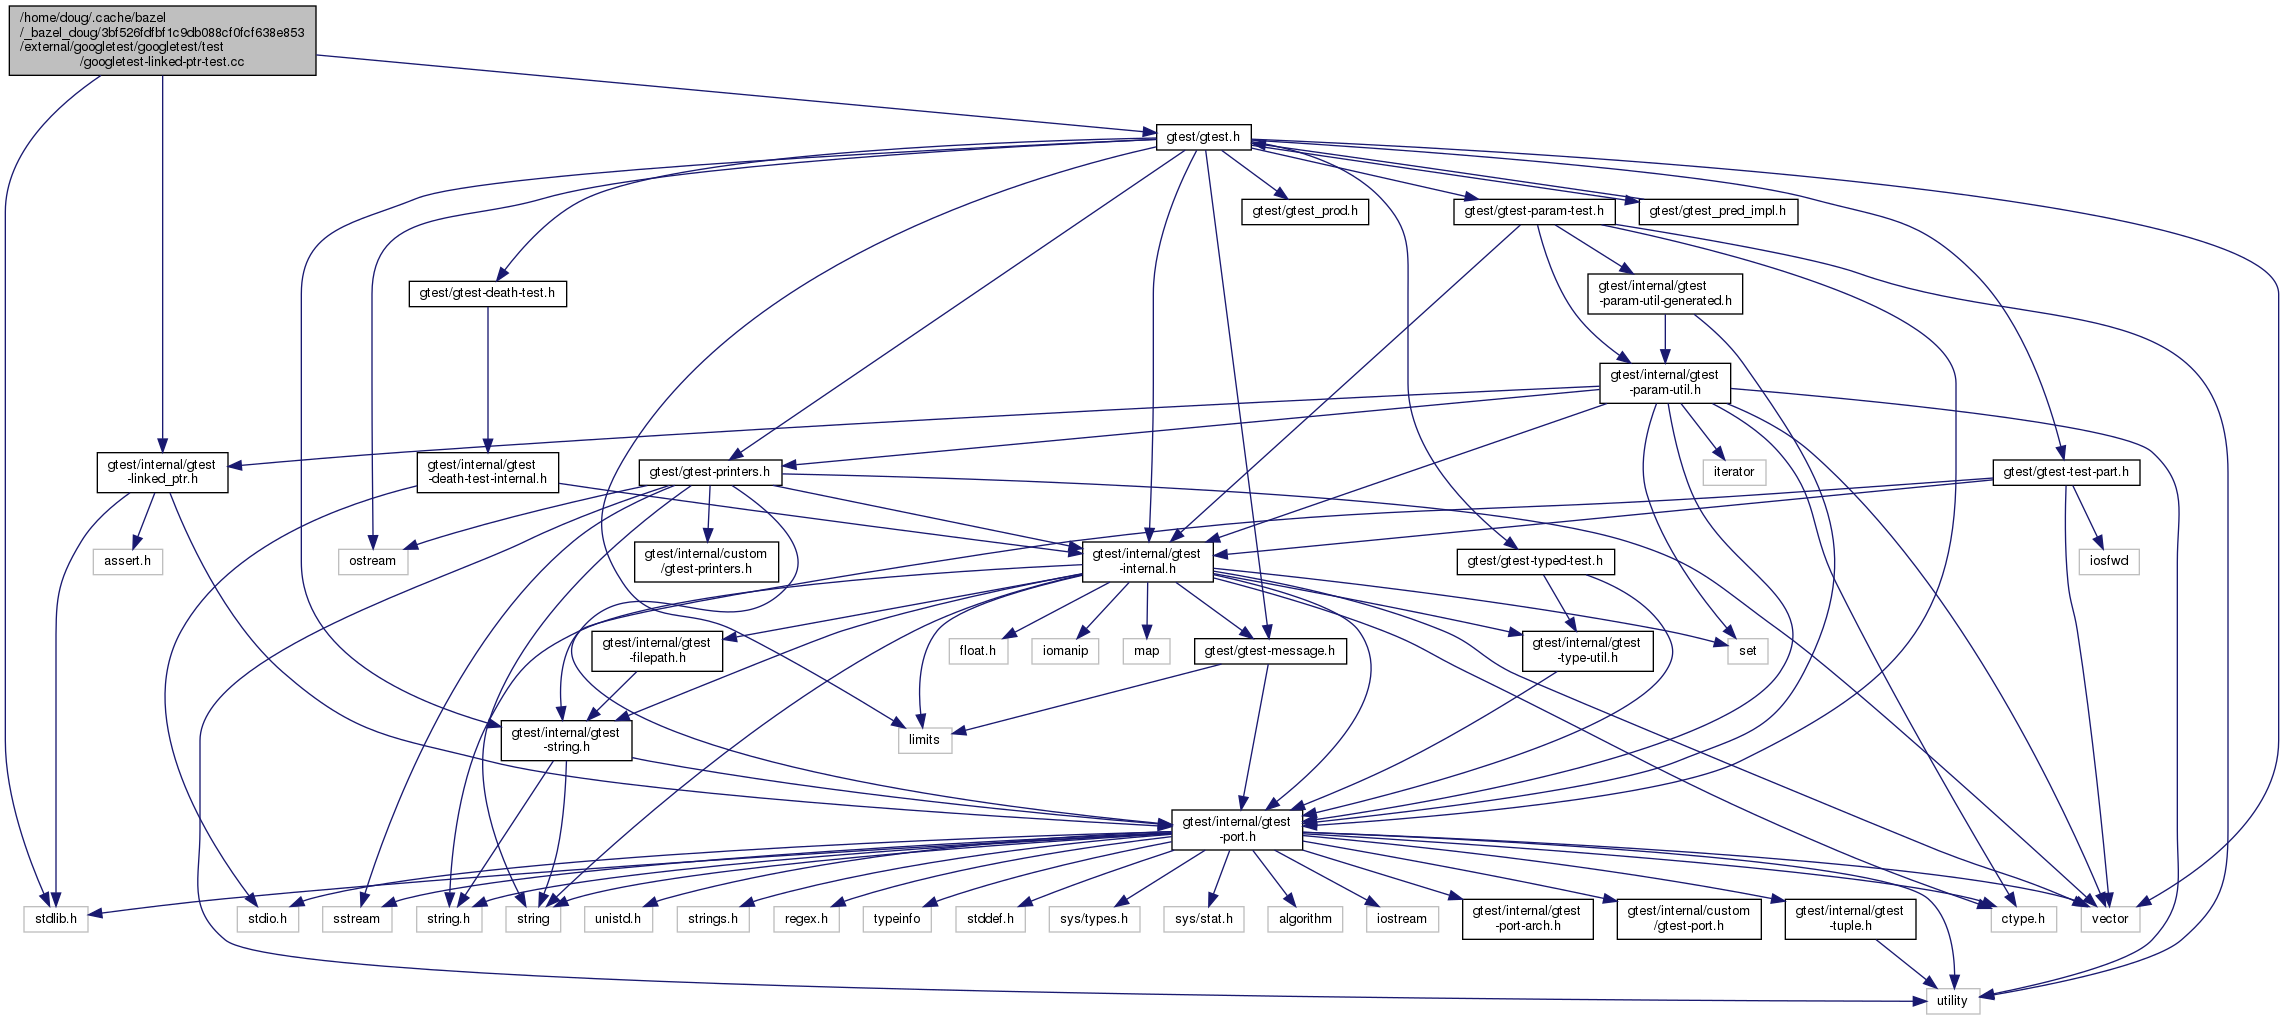 /home/doug/.cache/bazel
/_bazel_doug/3bf526fdfbf1c9db088cf0fcf638e853
/external/googletest/googletest/test
/googletest-linked-ptr-test.cc
gtest/gtest.h
gtest/gtest_prod.h
gtest/gtest-param-test.h
gtest/gtest_pred_impl.h
gtest/gtest-death-test.h
gtest/internal/gtest
-param-util-generated.h
gtest/internal/gtest
-param-util.h
gtest/internal/gtest
-linked_ptr.h
gtest/internal/gtest
-death-test-internal.h
gtest/gtest-printers.h
iterator
gtest/gtest-test-part.h
assert.h
ostream
gtest/internal/custom
/gtest-printers.h
gtest/internal/gtest
-internal.h
gtest/gtest-typed-test.h
iosfwd
gtest/internal/gtest
-filepath.h
float.h
iomanip
map
gtest/gtest-message.h
gtest/internal/gtest
-type-util.h
set
gtest/internal/gtest
-string.h
limits
gtest/internal/gtest
-port.h
stdlib.h
stdio.h
sstream
string.h
string
unistd.h
strings.h
regex.h
typeinfo
stddef.h
sys/types.h
sys/stat.h
algorithm
iostream
gtest/internal/gtest
-port-arch.h
gtest/internal/custom
/gtest-port.h
gtest/internal/gtest
-tuple.h
ctype.h
vector
utility